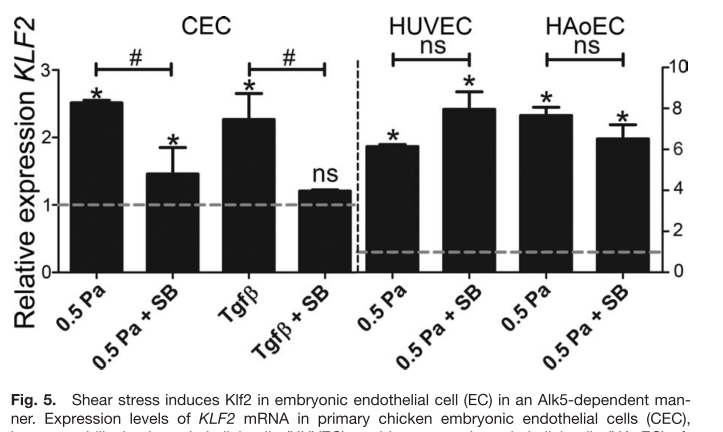 CEC
HUVEC
HAoEC
#
#
ns
ns
Relative expression KLF2
3
2
1
0
*
*
*
ns
*
*
*
*
10
8
6
4
2
0
0.5 Pa
0.5 Pa + SB
Tgfβ
Tgfβ + SB
0.5 Pa
0.5 Pa + SB
0.5 Pa
0.5 Pa + SB
Fig. 5. Shear stress induces Klf2 in embryonic endothelial cell (EC) in an Alk5-dependent man-
ner. Expression levels of KLF2 mRNA in primary chicken embryonic endothelial cells (CEC),